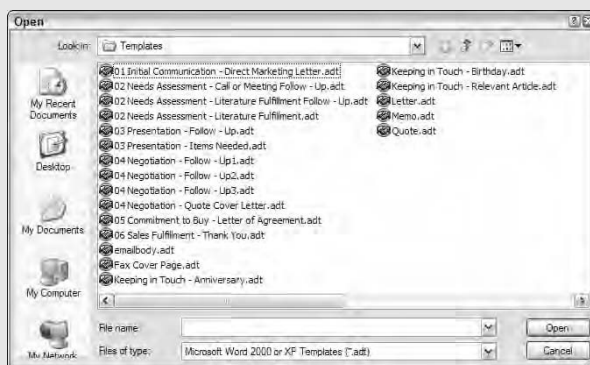 Open
Look in:
Templates
My Recent
Documents
Desktop
My Documents
My Computer
My Network
01 Initial Communication - Direct Marketing Letter.adt
02 Needs Assessment - Call or Meeting Follow - Up.adt
02 Needs Assessment - Literature Fulfillment Follow - Up.adt
02 Needs Assessment - Literature Fulfillment.adt
03 Presentation - Follow - Up.adt
03 Presentation - Items Needed.adt
04 Negotiation - Follow - Up1.adt
04 Negotiation - Follow - Up2.adt
04 Negotiation - Follow - Up3.adt
04 Negotiation - Quote Cover Letter.adt
05 Commitment to Buy - Letter of Agreement.adt
06 Sales Fulfillment - Thank You.adt
emailbody.adt
Fax Cover Page.adt
Keeping in Touch - Anniversary.adt
Keeping in Touch - Birthday.adt
Keeping in Touch - Relevant Article.adt
Letter.adt
Memo.adt
Quote.adt
File name:
Open
Files of type:
Microsoft Word 2000 or XP Templates (*.adt)
Cancel